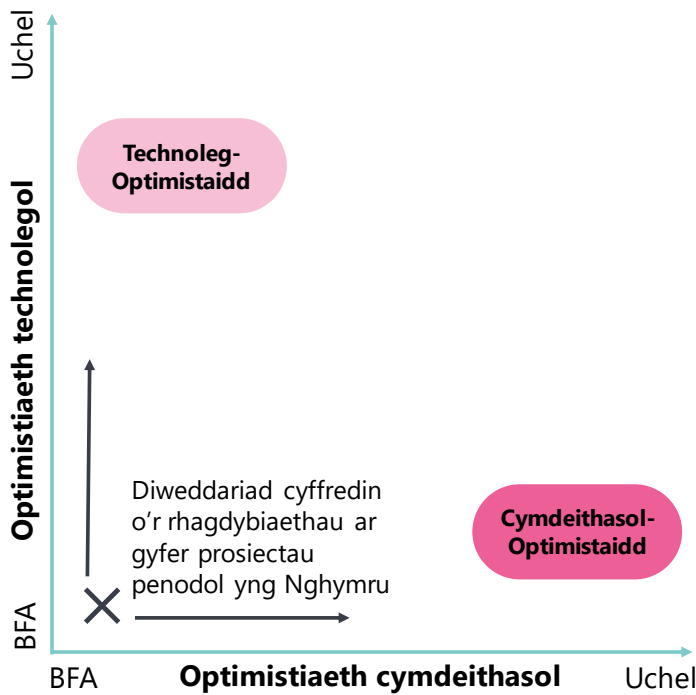 Uchel
Optimistiaeth technolegol
BFA
Technoleg-
Optimistaidd
Diweddariad cyffredin
o'r rhagdybiaethau ar
gyfer prosiectau
penodol yng Nghymru
Cymdeithasol-
Optimistaidd
BFA
Optimistiaeth cymdeithasol
Uchel